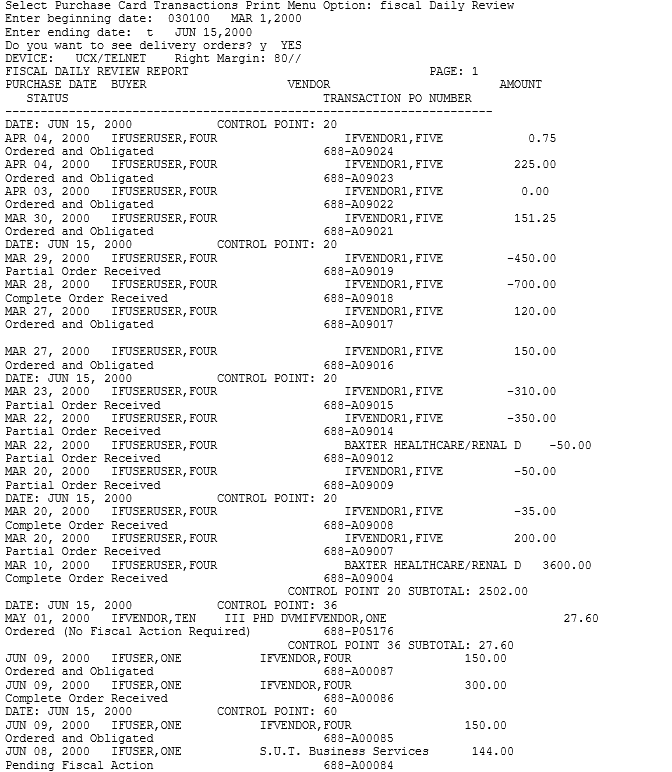 Select Purchase Card Transactions Print Menu Option: fiscal Daily Review
Enter beginning date:  030100   MAR 1,2000
Enter ending date:  t   JUN 15,2000
Do you want to see delivery orders? y  YES
DEVICE:   UCX/TELNET    Right Margin: 80//
FISCAL DAILY REVIEW REPORT                                  PAGE: 1
PURCHASE DATE  BUYER                    VENDOR                        AMOUNT
   STATUS                                    TRANSACTION PO NUMBER
---------------------------------------------------------------------
DATE: JUN 15, 2000            CONTROL POINT: 20
APR 04, 2000   IFUSERUSER,FOUR                  IFVENDOR1,FIVE            0.75
Ordered and Obligated                        688-A09024
APR 04, 2000   IFUSERUSER,FOUR                  IFVENDOR1,FIVE          225.00
Ordered and Obligated                        688-A09023
APR 03, 2000   IFUSERUSER,FOUR                  IFVENDOR1,FIVE           0.00
Ordered and Obligated                        688-A09022
MAR 30, 2000   IFUSERUSER,FOUR                  IFVENDOR1,FIVE          151.25
Ordered and Obligated                        688-A09021
DATE: JUN 15, 2000            CONTROL POINT: 20
MAR 29, 2000   IFUSERUSER,FOUR                  IFVENDOR1,FIVE         -450.00
Partial Order Received                       688-A09019
MAR 28, 2000   IFUSERUSER,FOUR                  IFVENDOR1,FIVE         -700.00
Complete Order Received                      688-A09018
MAR 27, 2000   IFUSERUSER,FOUR                  IFVENDOR1,FIVE          120.00
Ordered and Obligated                        688-A09017
MAR 27, 2000   IFUSERUSER,FOUR                  IFVENDOR1,FIVE          150.00
Ordered and Obligated                        688-A09016
DATE: JUN 15, 2000            CONTROL POINT: 20
MAR 23, 2000   IFUSERUSER,FOUR                  IFVENDOR1,FIVE         -310.00
Partial Order Received                       688-A09015
MAR 22, 2000   IFUSERUSER,FOUR                  IFVENDOR1,FIVE         -350.00
Partial Order Received                       688-A09014
MAR 22, 2000   IFUSERUSER,FOUR                  BAXTER HEALTHCARE/RENAL D    -50.00
Partial Order Received                       688-A09012
MAR 20, 2000   IFUSERUSER,FOUR                  IFVENDOR1,FIVE          -50.00
Partial Order Received                       688-A09009
DATE: JUN 15, 2000            CONTROL POINT: 20
MAR 20, 2000   IFUSERUSER,FOUR                  IFVENDOR1,FIVE          -35.00
Complete Order Received                      688-A09008
MAR 20, 2000   IFUSERUSER,FOUR                  IFVENDOR1,FIVE          200.00
Partial Order Received                       688-A09007
MAR 10, 2000   IFUSERUSER,FOUR                  BAXTER HEALTHCARE/RENAL D   3600.00
Complete Order Received                      688-A09004
                                        CONTROL POINT 20 SUBTOTAL: 2502.00
DATE: JUN 15, 2000            CONTROL POINT: 36
MAY 01, 2000   IFVENDOR,TEN    III PHD DVMIFVENDOR,ONE                         27.60
Ordered (No Fiscal Action Required)          688-P05176
                                        CONTROL POINT 36 SUBTOTAL: 27.60
JUN 09, 2000   IFUSER,ONE           IFVENDOR,FOUR                150.00
Ordered and Obligated                        688-A00087
JUN 09, 2000   IFUSER,ONE           IFVENDOR,FOUR                300.00
Complete Order Received                      688-A00086
DATE: JUN 15, 2000            CONTROL POINT: 60
JUN 09, 2000   IFUSER,ONE           IFVENDOR,FOUR                150.00
Ordered and Obligated                        688-A00085
JUN 08, 2000   IFUSER,ONE           S.U.T. Business Services      144.00
Pending Fiscal Action                        688-A00084